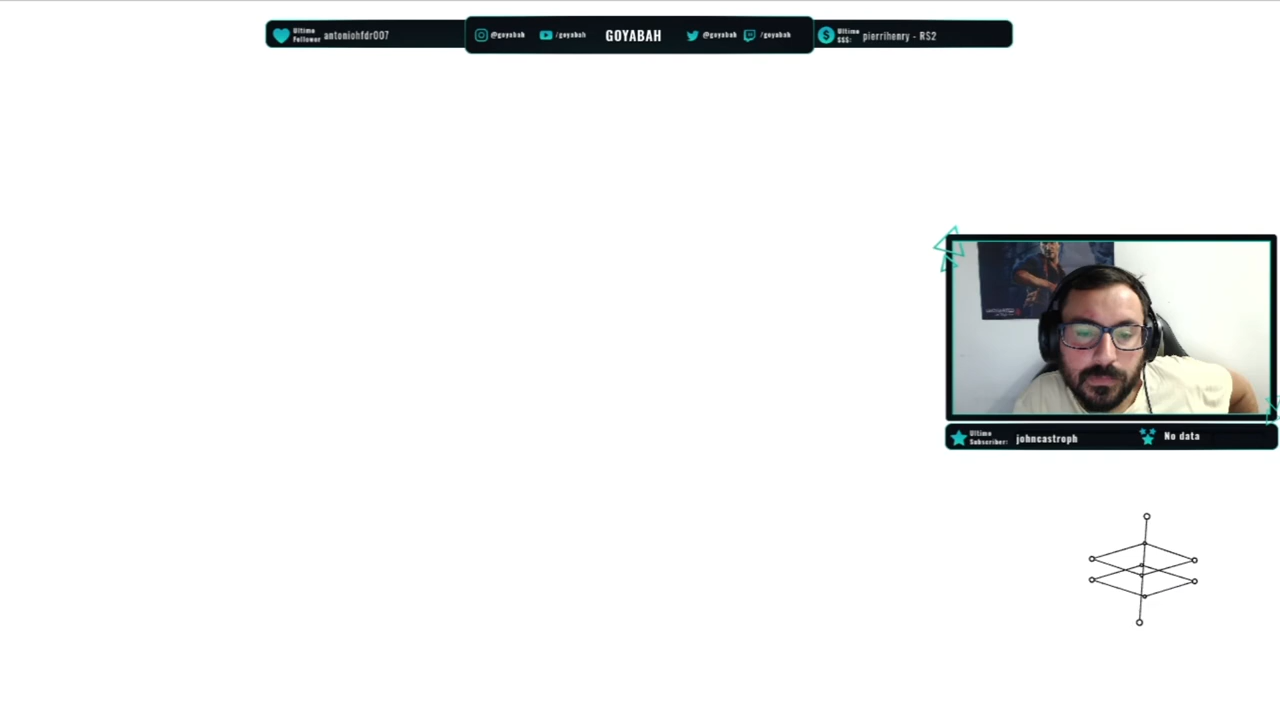 Ultimo
Follower
antoniohfdr007
@goyabah
/goyabah
GOYABAH
@goyabah
/goyabah
Ultimo
$$$:
pierrihenry - R$2
Ultimo
Subscriber:
johncastroph
No data